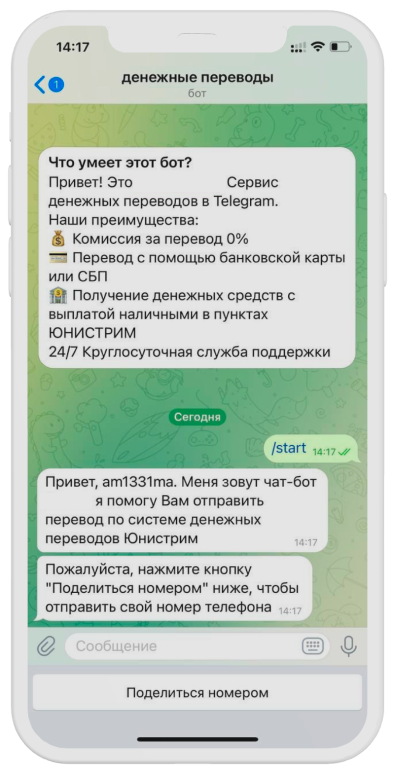 14:17
1
денежные переводы
бот
Что умеет этот бот?
Привет! Это Сервис
денежных переводов в Telegram.
Наши преимущества:
💰 Комиссия за перевод 0%
💳 Перевод с помощью банковской карты
или СБП
🏦 Получение денежных средств с
выплатой наличными в пунктах
ЮНИСТРИМ
24/7 Круглосуточная служба поддержки
Сегодня
/start 14:17
Привет, am1331ma. Меня зовут чат-бот
я помогу Вам отправить
перевод по системе денежных
переводов Юнистрим 14:17
Пожалуйста, нажмите кнопку
"Поделиться номером" ниже, чтобы
отправить свой номер телефона 14:17
Сообщение
Поделиться номером